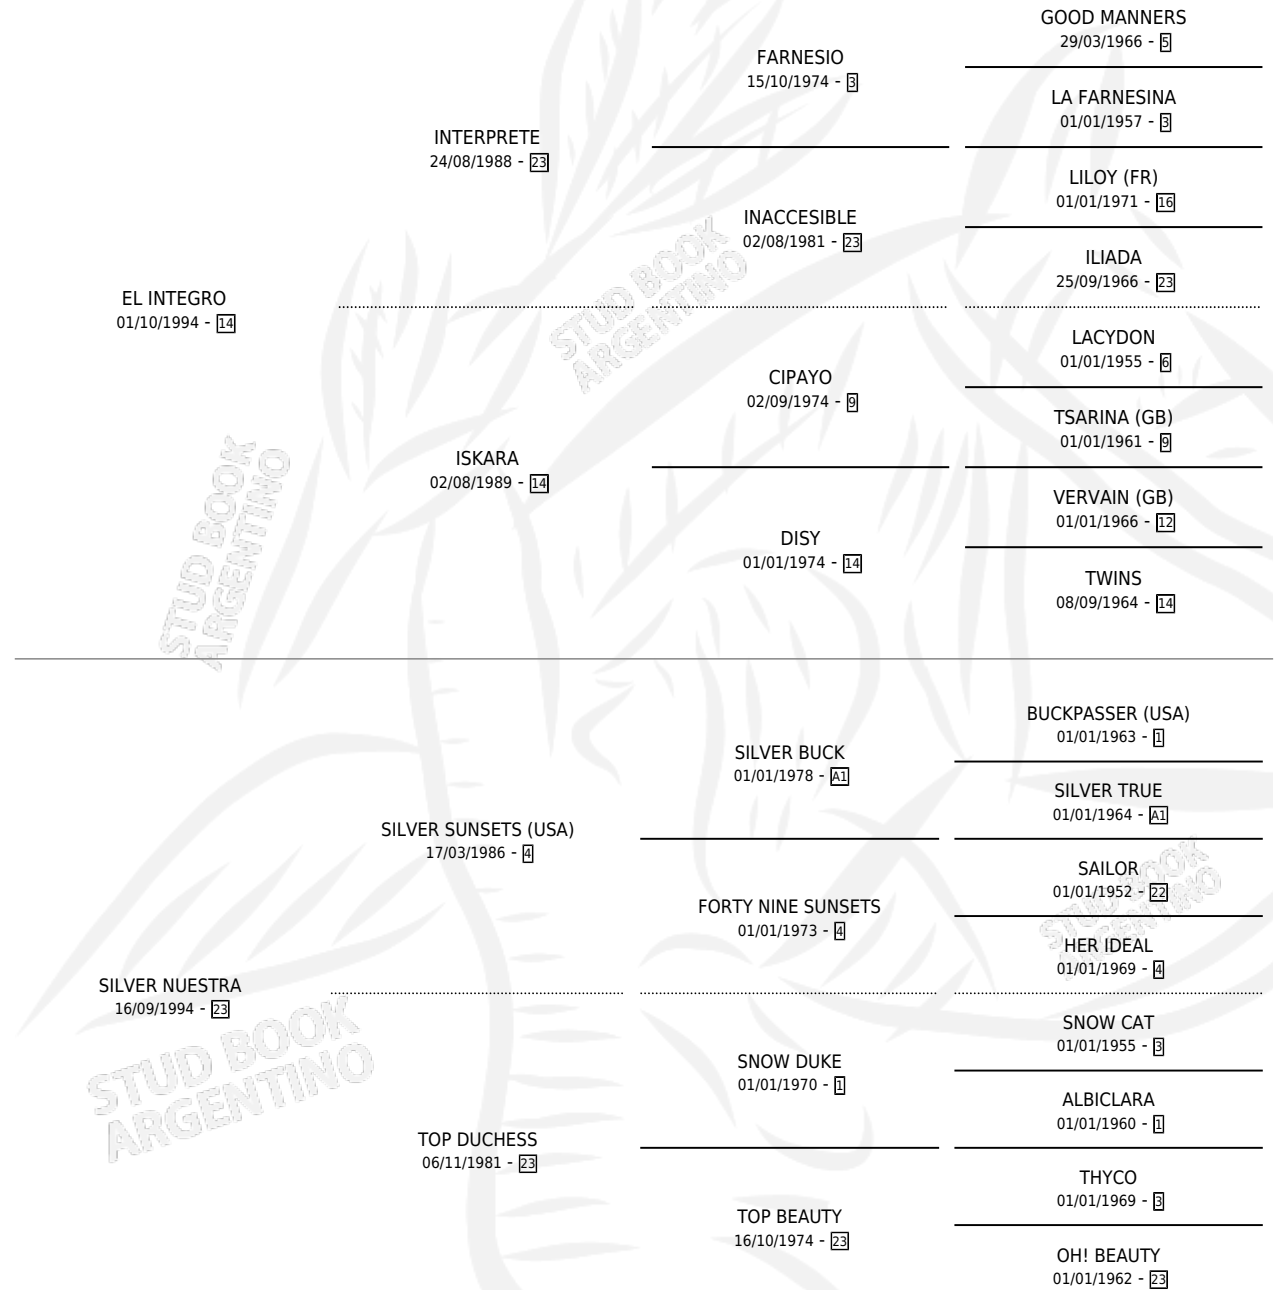 GOOD MANNERS
29/03/1966 - 5
FARNESIO
15/10/1974 - 3
LA FARNESINA
01/01/1957 - 3
INTERPRETE
24/08/1988 - 23
LILOY (FR)
01/01/1971 - 16
INACCESIBLE
02/08/1981 - 23
ILIADA
25/09/1966 - 23
EL INTEGRO
01/10/1994 - 14
LACYDON
01/01/1955 - 6
CIPAYO
02/09/1974 - 9
TSARINA (GB)
01/01/1961 - 9
ISKARA
02/08/1989 - 14
VERVAIN (GB)
01/01/1966 - 12
DISY
01/01/1974 - 14
TWINS
08/09/1964 - 14
BUCKPASSER (USA)
01/01/1963 - 1
SILVER BUCK
01/01/1978 - A1
SILVER TRUE
01/01/1964 - A1
SILVER SUNSETS (USA)
17/03/1986 - 4
SAILOR
01/01/1952 - 22
FORTY NINE SUNSETS
01/01/1973 - 4
HER IDEAL
01/01/1969 - 4
SILVER NUESTRA
16/09/1994 - 23
SNOW CAT
01/01/1955 - 3
SNOW DUKE
01/01/1970 - 1
ALBICLARA
01/01/1960 - 1
TOP DUCHESS
06/11/1981 - 23
THYCO
01/01/1969 - 3
TOP BEAUTY
16/10/1974 - 23
OH! BEAUTY
01/01/1962 - 23
STUD BOOK
ARGENTINO
STUD BOOK
ARGENTINO
STUD BOOK
ARGENTINO
STUD BOOK
ARGENTINO